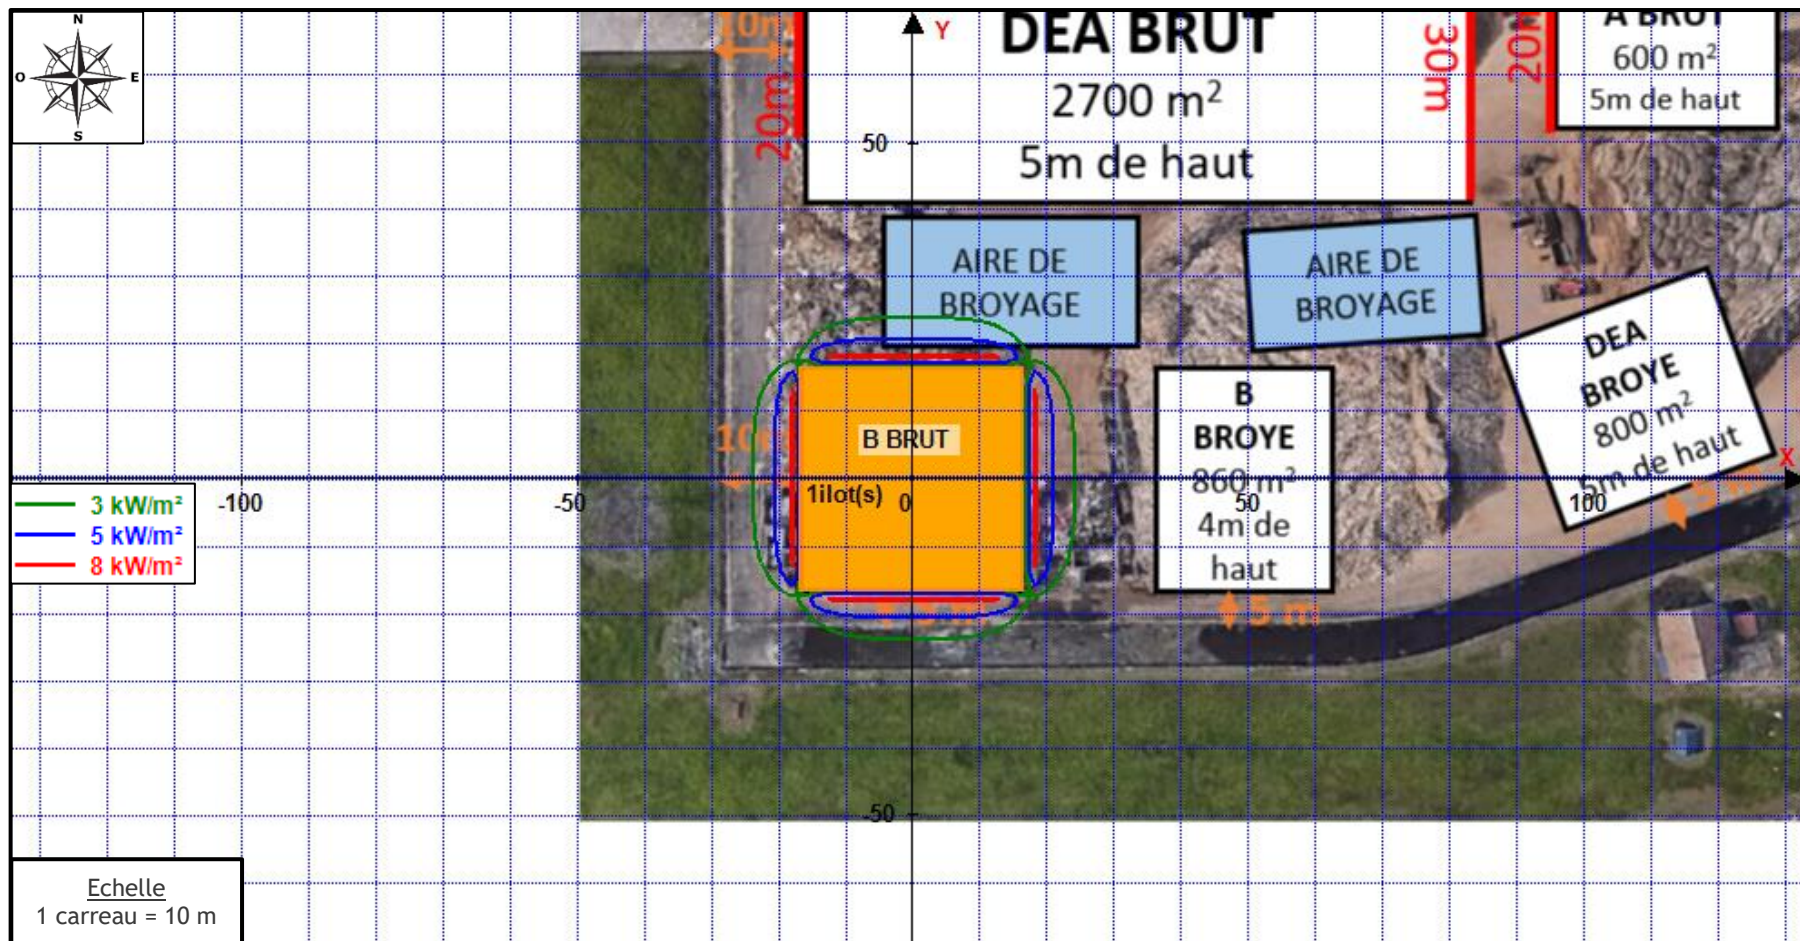 N
O
E
S
10m
Y
20m
DEA BRUT
2700 m²
5m de haut
30m
20m
A BRUT
600 m²
5m de haut
50
AIRE DE
BROYAGE
AIRE DE
BROYAGE
DEA
BROYE
800 m²
5m de haut
5 m
B BRUT
10m
1ilot(s)
B
BROYE
860 m²
4m de
haut
5 m
X
-100
-50
0
50
100
-50
3 kW/m²
5 kW/m²
8 kW/m²
Echelle
1 carreau = 10 m